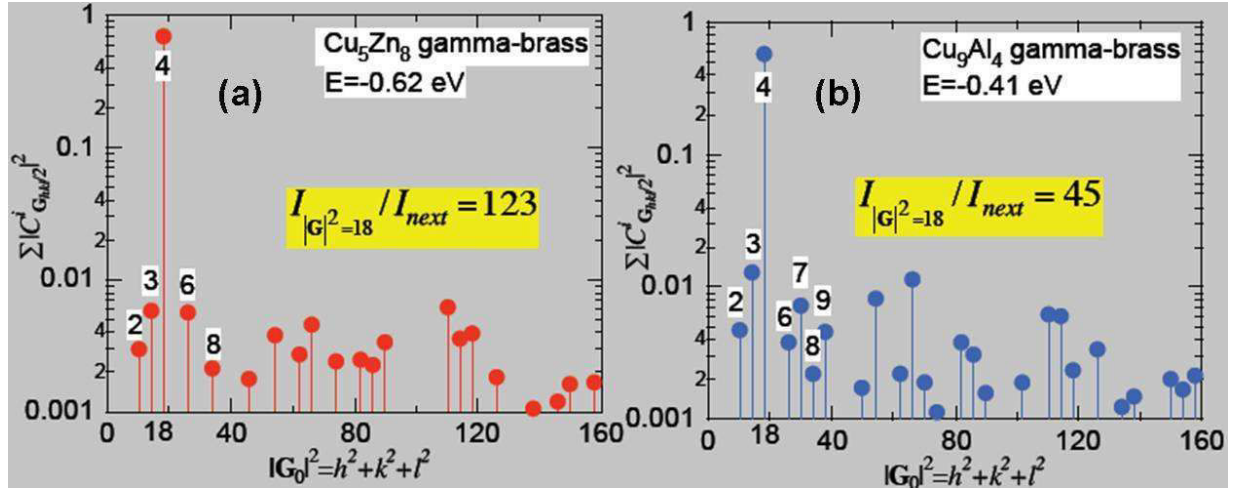 Cu₅Zn₈ gamma-brass
E=-0.62 eV
(a)
I|G|²=18 / Inext = 123
Σ|Cⁱ_Ghkl/2|²
1
4
2
0.1
4
2
0.01
4
2
0.001
4
3
6
2
8
0 18 40 80 120 160
|G₀|²=h²+k²+l²
Cu₉Al₄ gamma-brass
E=-0.41 eV
(b)
I|G|²=18 / Inext = 45
Σ|Cⁱ_Ghkl/2|²
1
4
2
0.1
4
2
0.01
4
2
0.001
4
3
7
2
6
9
8
0 18 40 80 120 160
|G₀|²=h²+k²+l²